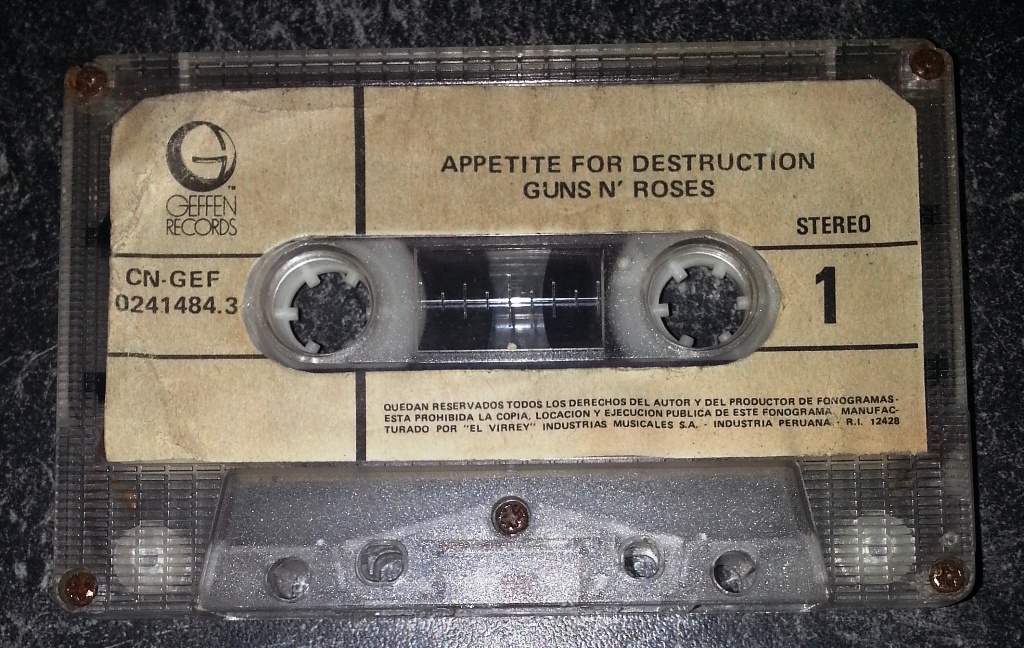 G
™
GEFFEN
RECORDS
APPETITE FOR DESTRUCTION
GUNS N' ROSES
STEREO
CN-GEF
0241484.3
1
QUEDAN RESERVADOS TODOS LOS DERECHOS DEL AUTOR Y DEL PRODUCTOR DE FONOGRAMAS-
ESTA PROHIBIDA LA COPIA, LOCACION Y EJECUCION PUBLICA DE ESTE FONOGRAMA MANUFAC-
TURADO POR "EL VIRREY" INDUSTRIAS MUSICALES S.A. - INDUSTRIA PERUANA - R.I. 12428